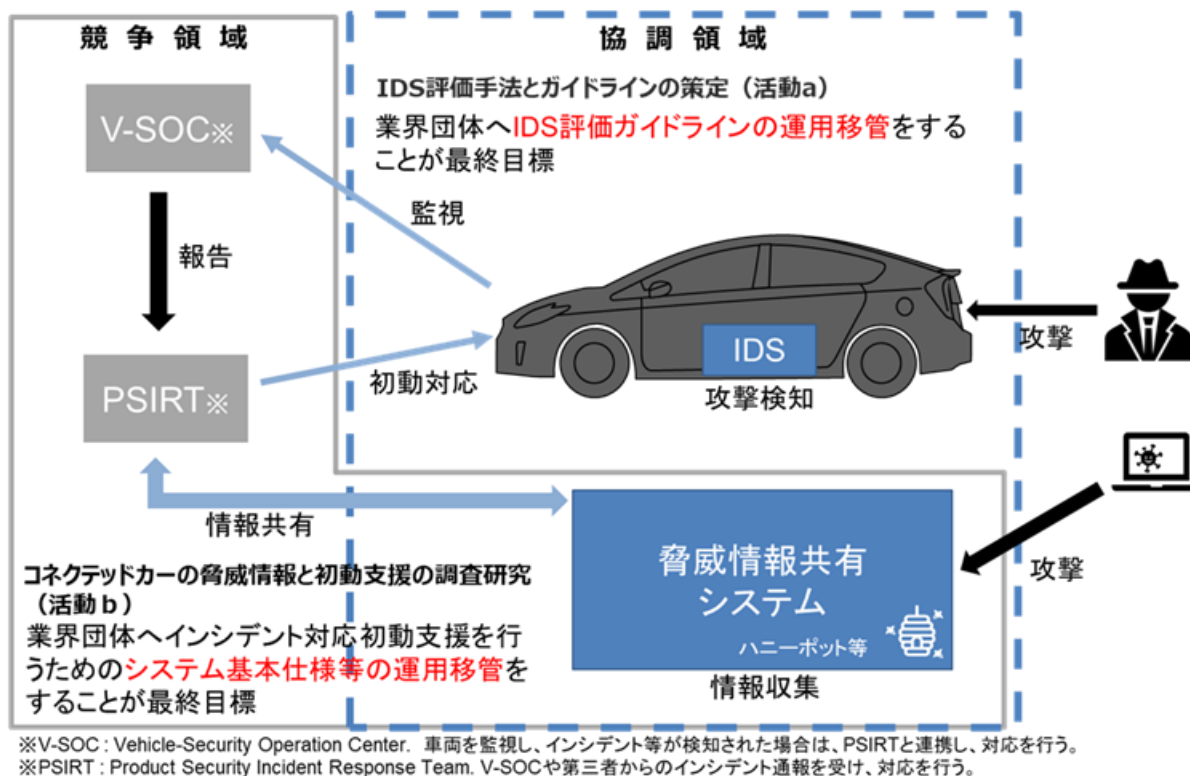 競争領域
協調領域
IDS評価手法とガイドラインの策定（活動a）
業界団体へIDS評価ガイドラインの運用移管をする
ことが最終目標
V-SOC※
監視
報告
IDS
攻撃検知
攻撃
PSIRT※
初動対応
情報共有
脅威情報共有
システム
ハニーポット等
情報収集
攻撃
コネクテッドカーの脅威情報と初動支援の調査研究
（活動ｂ）
業界団体へインシデント対応初動支援を行
うためのシステム基本仕様等の運用移管を
することが最終目標
※V-SOC : Vehicle-Security Operation Center. 車両を監視し、インシデント等が検知された場合は、PSIRTと連携し、対応を行う。
※PSIRT : Product Security Incident Response Team. V-SOCや第三者からのインシデント通報を受け、対応を行う。